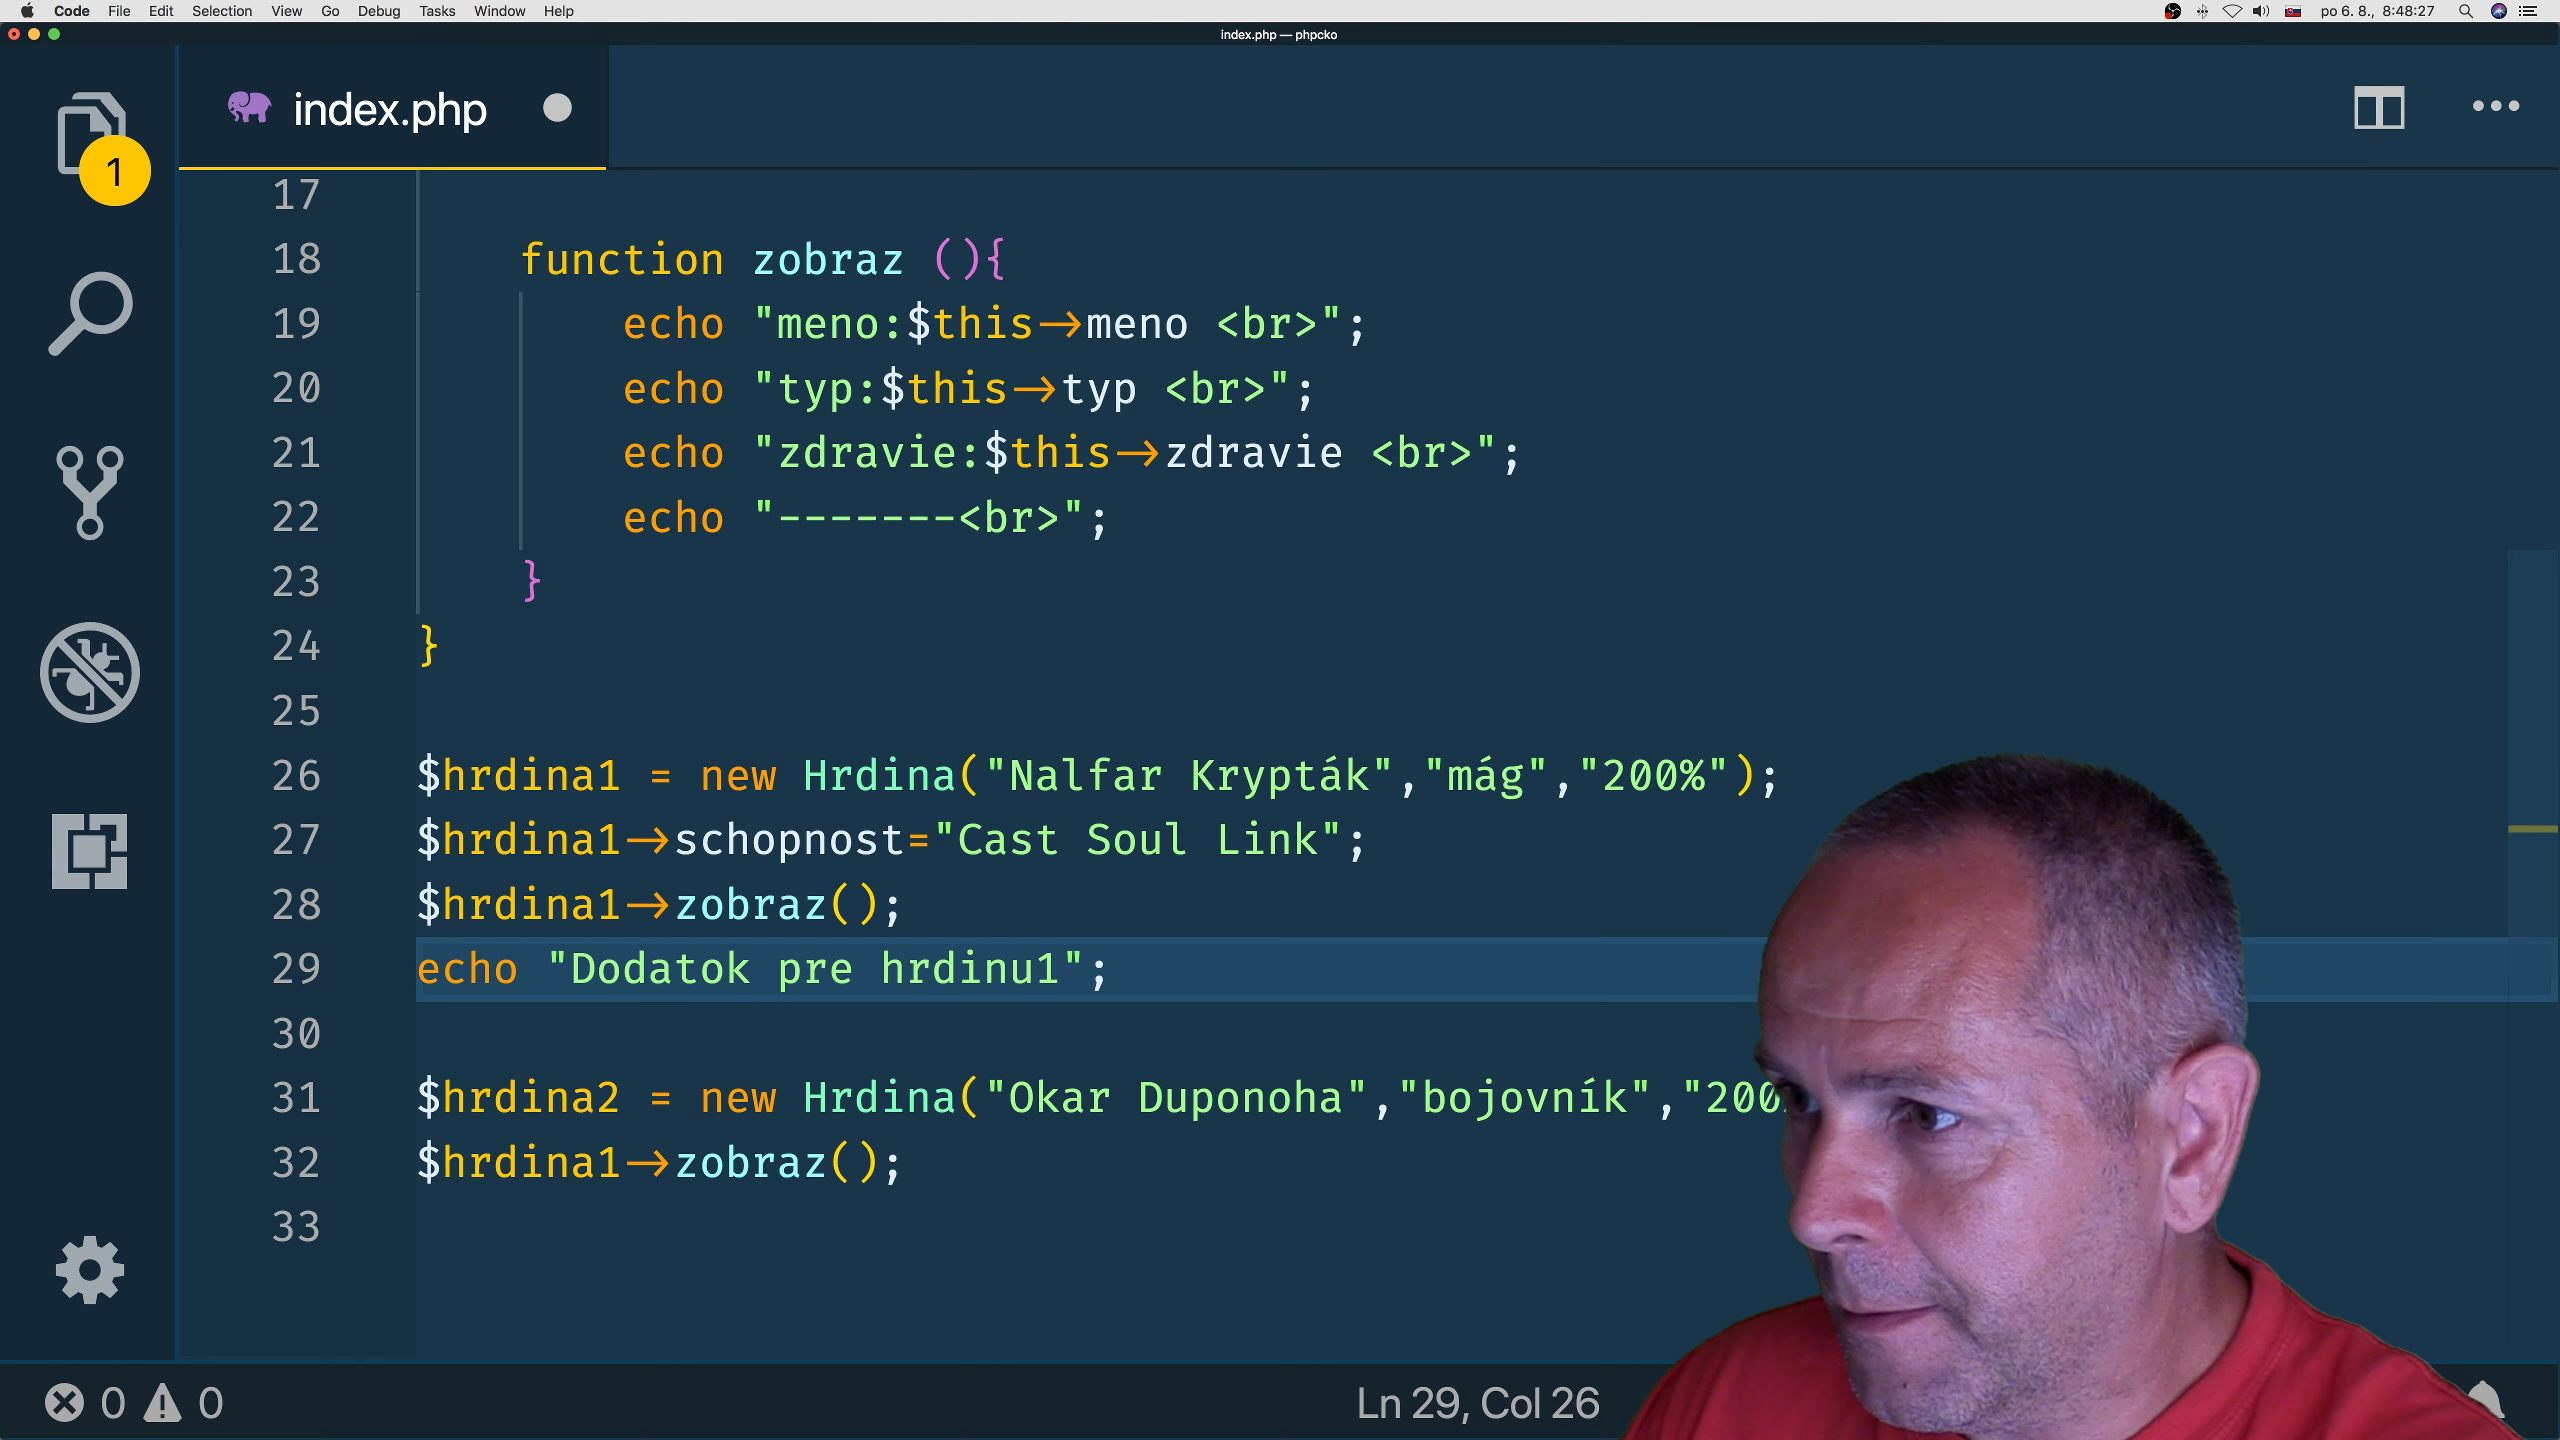 Code File Edit Selection View Go Debug Tasks Window Help po 6. 8., 8:48:27
index.php — phpcko
index.php
1
17
18 function zobraz (){
19 echo "meno:$this->meno <br>";
20 echo "typ:$this->typ <br>";
21 echo "zdravie:$this->zdravie <br>";
22 echo "-------<br>";
23 }
24 }
25
26 $hrdina1 = new Hrdina("Nalfar Krypták","mág","200%");
27 $hrdina1->schopnost="Cast Soul Link";
28 $hrdina1->zobraz();
29 echo "Dodatok pre hrdinu1";
30
31 $hrdina2 = new Hrdina("Okar Duponoha","bojovník","200
32 $hrdina1->zobraz();
33
0 0 Ln 29, Col 26